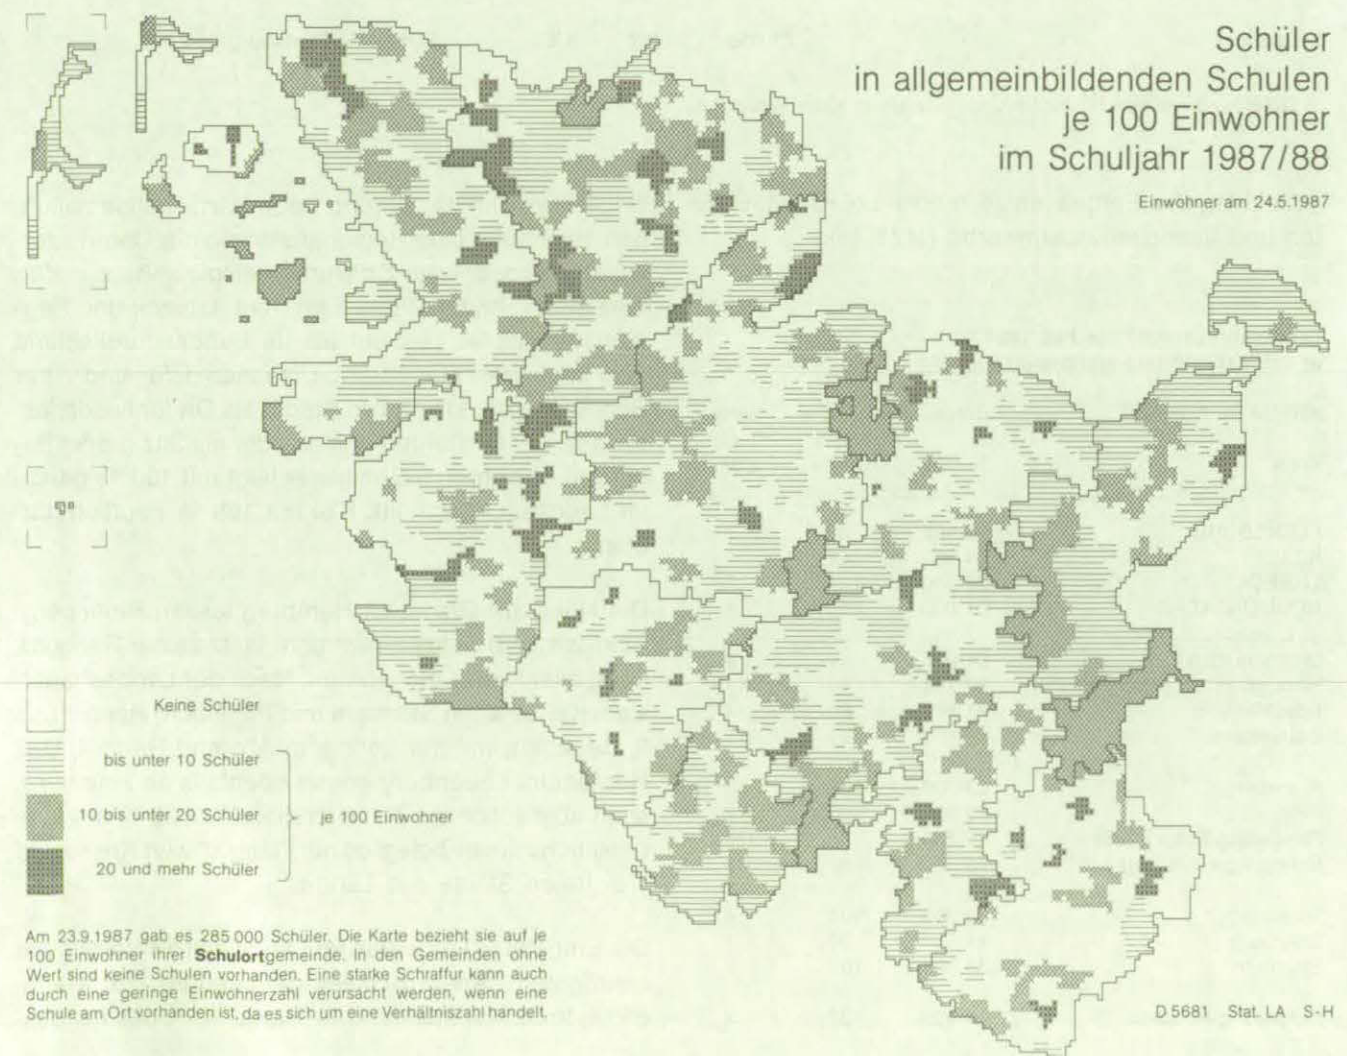 Schüler
in allgemeinbildenden Schulen
je 100 Einwohner
im Schuljahr 1987/88
Einwohner am 24.5.1987
Keine Schüler
bis unter 10 Schüler
10 bis unter 20 Schüler
je 100 Einwohner
20 und mehr Schüler
Am 23.9.1987 gab es 285 000 Schüler. Die Karte bezieht sie auf je
100 Einwohner ihrer Schulortgemeinde. In den Gemeinden ohne
Wert sind keine Schulen vorhanden. Eine starke Schraffur kann auch
durch eine geringe Einwohnerzahl verursacht werden, wenn eine
Schule am Ort vorhanden ist, da es sich um eine Verhältniszahl handelt.
D 5681 Stat. LA S-H